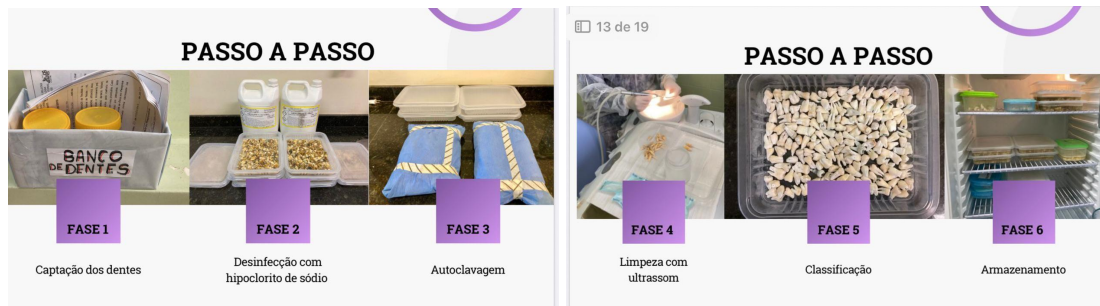 PASSO A PASSO
BANCO
DE DENTES
FASE 1
FASE 2
FASE 3
Captação dos dentes
Desinfecção com
hipoclorito de sódio
Autoclavagem
13 de 19
PASSO A PASSO
FASE 4
FASE 5
FASE 6
Limpeza com
ultrassom
Classificação
Armazenamento